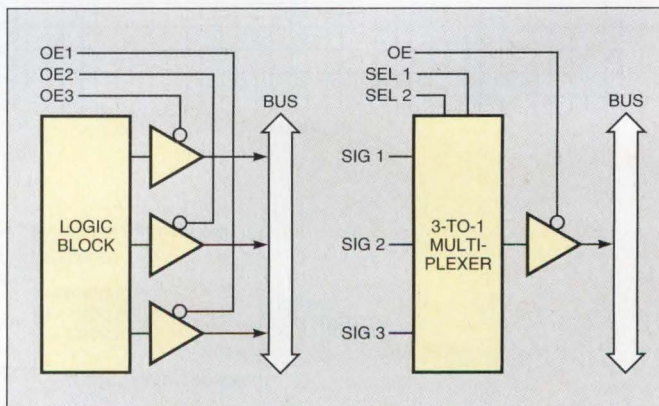 OE1
OE2
OE3
BUS
LOGIC
BLOCK
OE
SEL 1
SEL 2
BUS
SIG 1
SIG 2
SIG 3
3-TO-1
MULTI-
PLEXER